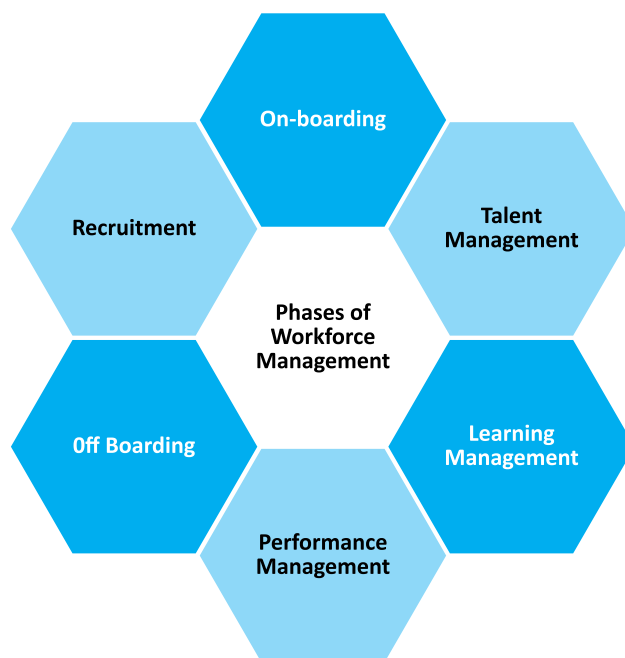 On-boarding
Recruitment
Talent
Management
Phases of
Workforce
Management
0ff Boarding
Learning
Management
Performance
Management